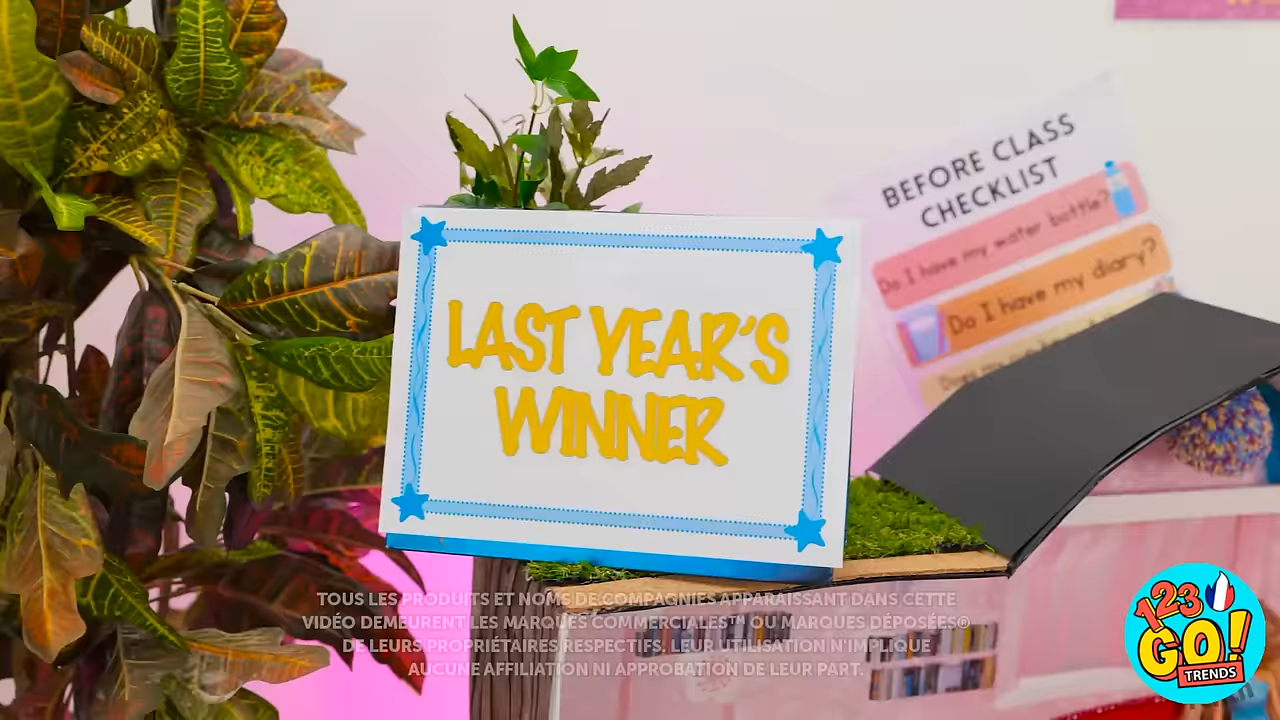 BEFORE CLASS
CHECKLIST
Do I have my water bottle?
Do I have my diary?
LAST YEAR'S
WINNER
TOUS LES PRODUITS ET NOMS DE COMPAGNIES APPARAISSANT DANS CETTE
VIDÉO DEMEURENT LES MARQUES COMMERCIALES™ OU MARQUES DÉPOSÉES®
DE LEURS PROPRIÉTAIRES RESPECTIFS. LEUR UTILISATION N'IMPLIQUE
AUCUNE AFFILIATION NI APPROBATION DE LEUR PART.
123
GO!
TRENDS